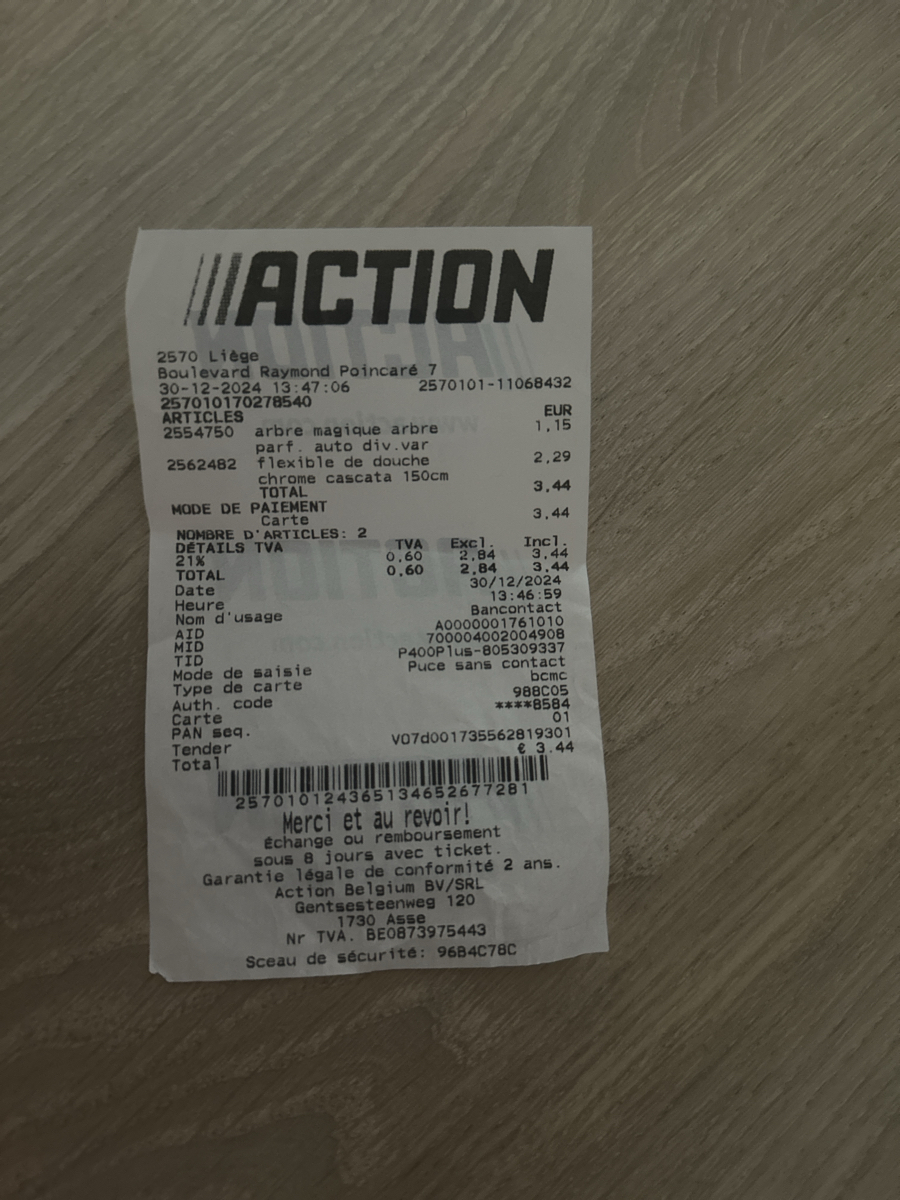 ACTION
2570 Liège
Boulevard Raymond Poincaré 7
30-12-2024 13:47:06 2570101-11068432
257010170278540
ARTICLES EUR
2554750 arbre magique arbre 1,15
parf. auto div.var
2562482 flexible de douche 2,29
chrome cascata 150cm
TOTAL 3,44
MODE DE PAIEMENT
Carte 3,44
NOMBRE D'ARTICLES: 2
DÉTAILS TVA TVA Excl. Incl.
21% 0,60 2,84 3,44
TOTAL 0,60 2,84 3,44
Date 30/12/2024
Heure 13:46:59
Nom d'usage Bancontact
AID A0000001761010
MID 700004002004908
TID P400Plus-805309337
Mode de saisie Puce sans contact
Type de carte bcmc
Auth. code 988C05
Carte ****8584
PAN seq. 01
Tender V07d001735562819301
Total € 3.44
257010124365134652677281
Merci et au revoir!
Échange ou remboursement
sous 8 jours avec ticket.
Garantie légale de conformité 2 ans.
Action Belgium BV/SRL
Gentsesteenweg 120
1730 Asse
Nr TVA. BE0873975443
Sceau de sécurité: 96B4C78C